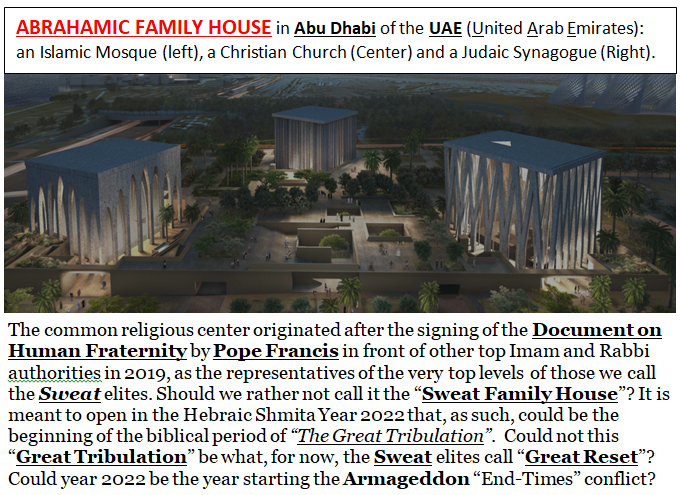 ABRAHAMIC FAMILY HOUSE in Abu Dhabi of the UAE (United Arab Emirates):
an Islamic Mosque (left), a Christian Church (Center) and a Judaic Synagogue (Right).
The common religious center originated after the signing of the Document on
Human Fraternity by Pope Francis in front of other top Imam and Rabbi
authorities in 2019, as the representatives of the very top levels of those we call
the Sweat elites. Should we rather not call it the “Sweat Family House”? It is
meant to open in the Hebraic Shmita Year 2022 that, as such, could be the
beginning of the biblical period of “The Great Tribulation”. Could not this
“Great Tribulation” be what, for now, the Sweat elites call “Great Reset”?
Could year 2022 be the year starting the Armageddon “End-Times” conflict?